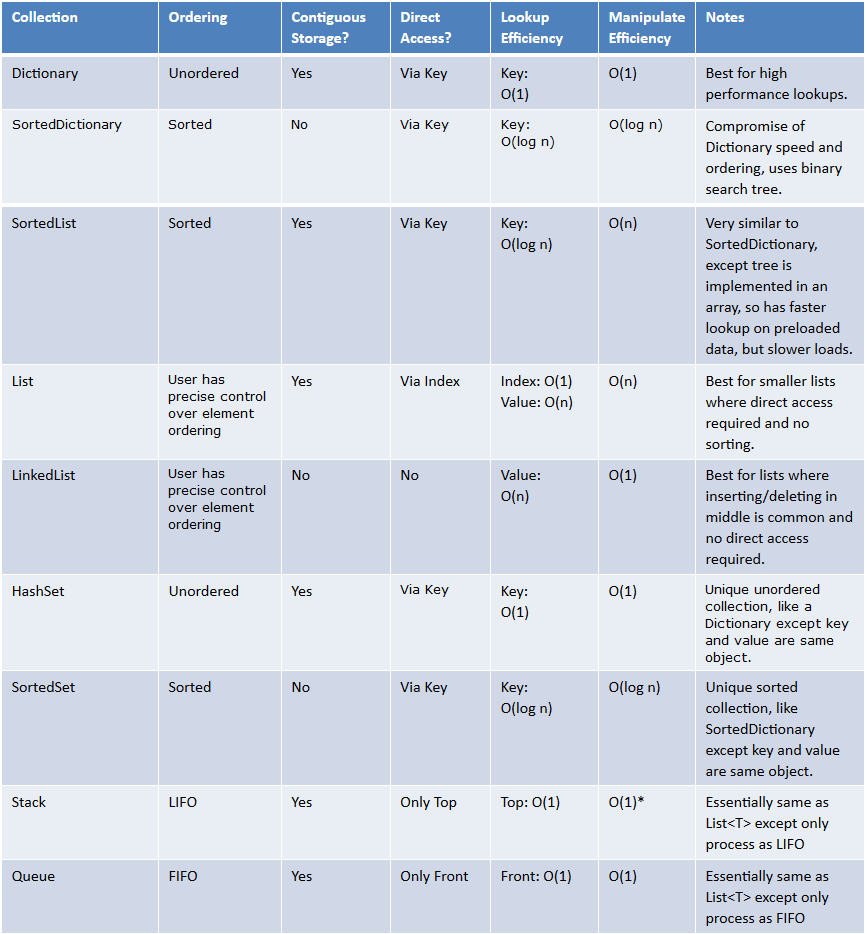 Collection Ordering Contiguous Storage? Direct Access? Lookup Efficiency Manipulate Efficiency Notes
Dictionary Unordered Yes Via Key Key: O(1) O(1) Best for high performance lookups.
SortedDictionary Sorted No Via Key Key: O(log n) O(log n) Compromise of Dictionary speed and ordering, uses binary search tree.
SortedList Sorted Yes Via Key Key: O(log n) O(n) Very similar to SortedDictionary, except tree is implemented in an array, so has faster lookup on preloaded data, but slower loads.
List User has precise control over element ordering Yes Via Index Index: O(1) Value: O(n) O(n) Best for smaller lists where direct access required and no sorting.
LinkedList User has precise control over element ordering No No Value: O(n) O(1) Best for lists where inserting/deleting in middle is common and no direct access required.
HashSet Unordered Yes Via Key Key: O(1) O(1) Unique unordered collection, like a Dictionary except key and value are same object.
SortedSet Sorted No Via Key Key: O(log n) O(log n) Unique sorted collection, like SortedDictionary except key and value are same object.
Stack LIFO Yes Only Top Top: O(1) O(1)* Essentially same as List<T> except only process as LIFO
Queue FIFO Yes Only Front Front: O(1) O(1) Essentially same as List<T> except only process as FIFO